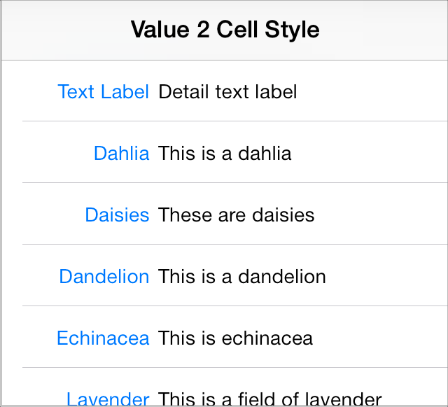 Value 2 Cell Style
Text Label Detail text label
Dahlia This is a dahlia
Daisies These are daisies
Dandelion This is a dandelion
Echinacea This is echinacea
Lavender This is a field of lavender